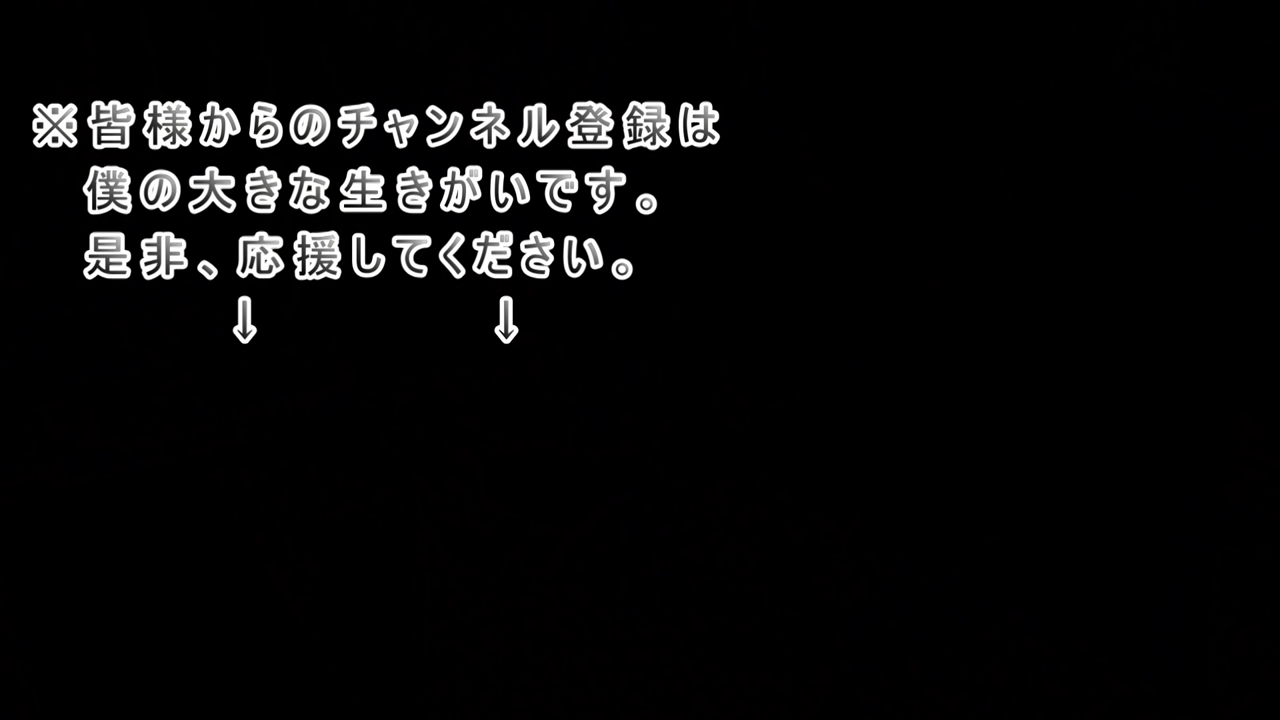 ※皆様からのチャンネル登録は
僕の大きな生きがいです。
是非、応援してください。
↓ ↓